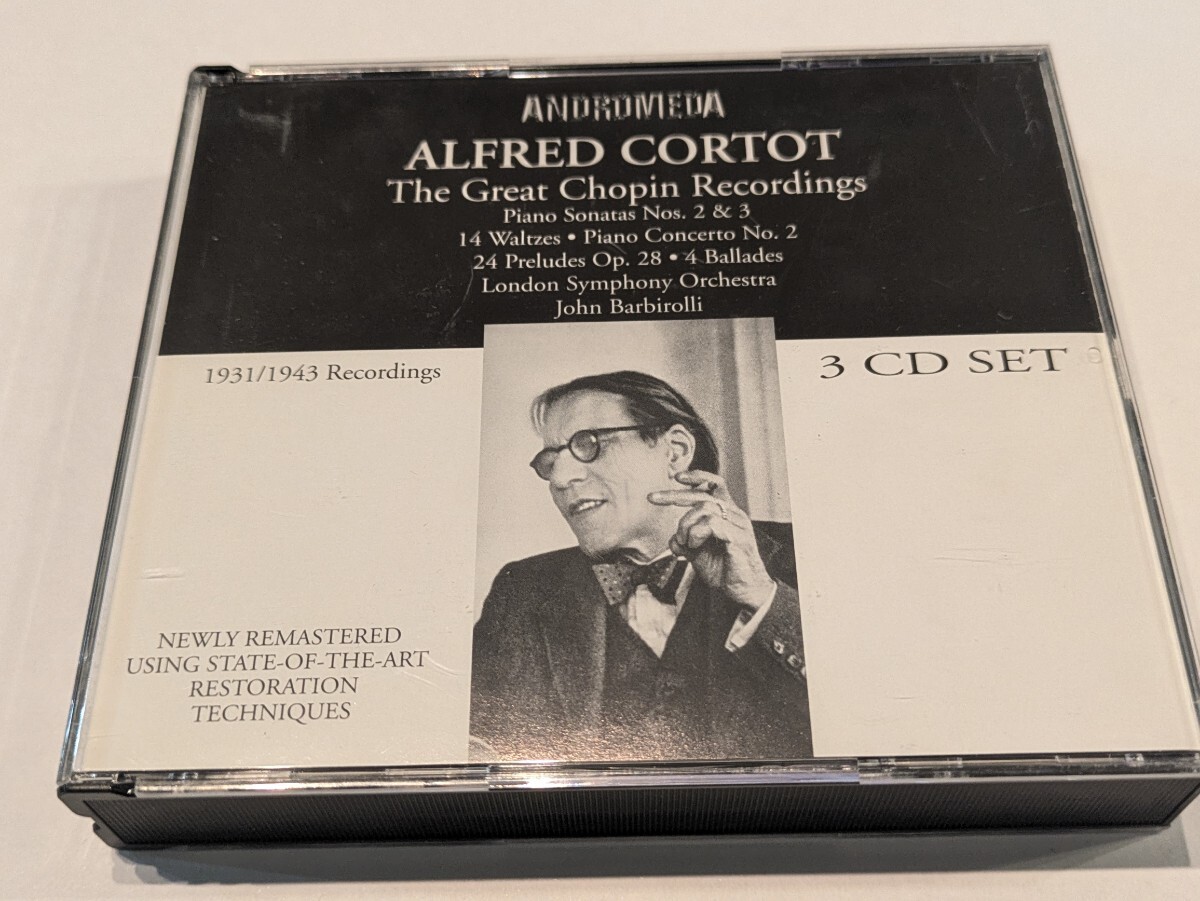 ANDROMEDA
ALFRED CORTOT
The Great Chopin Recordings
Piano Sonatas Nos. 2 & 3
14 Waltzes • Piano Concerto No. 2
24 Preludes Op. 28 • 4 Ballades
London Symphony Orchestra
John Barbirolli
1931/1943 Recordings
3 CD SET
NEWLY REMASTERED
USING STATE-OF-THE-ART
RESTORATION
TECHNIQUES